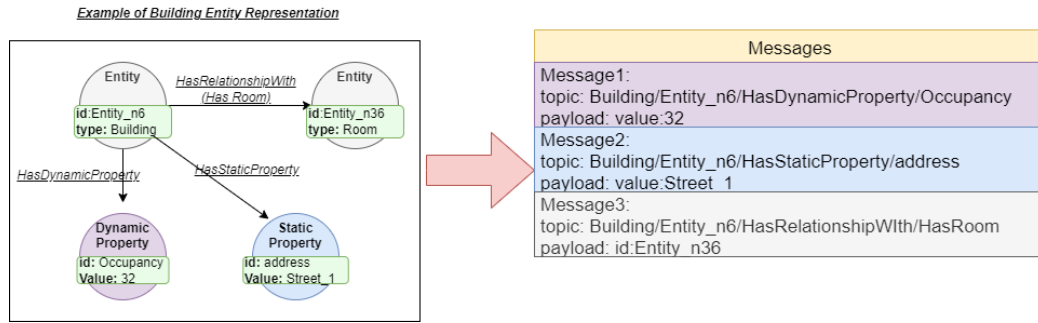 Example of Building Entity Representation
Entity
HasRelationshipWith
(Has Room)
Entity
id:Entity_n6
type: Building
id:Entity_n36
type: Room
HasDynamicProperty
HasStaticProperty
Dynamic
Property
id: Occupancy
Value: 32
Static
Property
id: address
Value: Street_1
Messages
Message1:
topic: Building/Entity_n6/HasDynamicProperty/Occupancy
payload: value:32
Message2:
topic: Building/Entity_n6/HasStaticProperty/address
payload: value:Street_1
Message3:
topic: Building/Entity_n6/HasRelationshipWIth/HasRoom
payload: id:Entity_n36